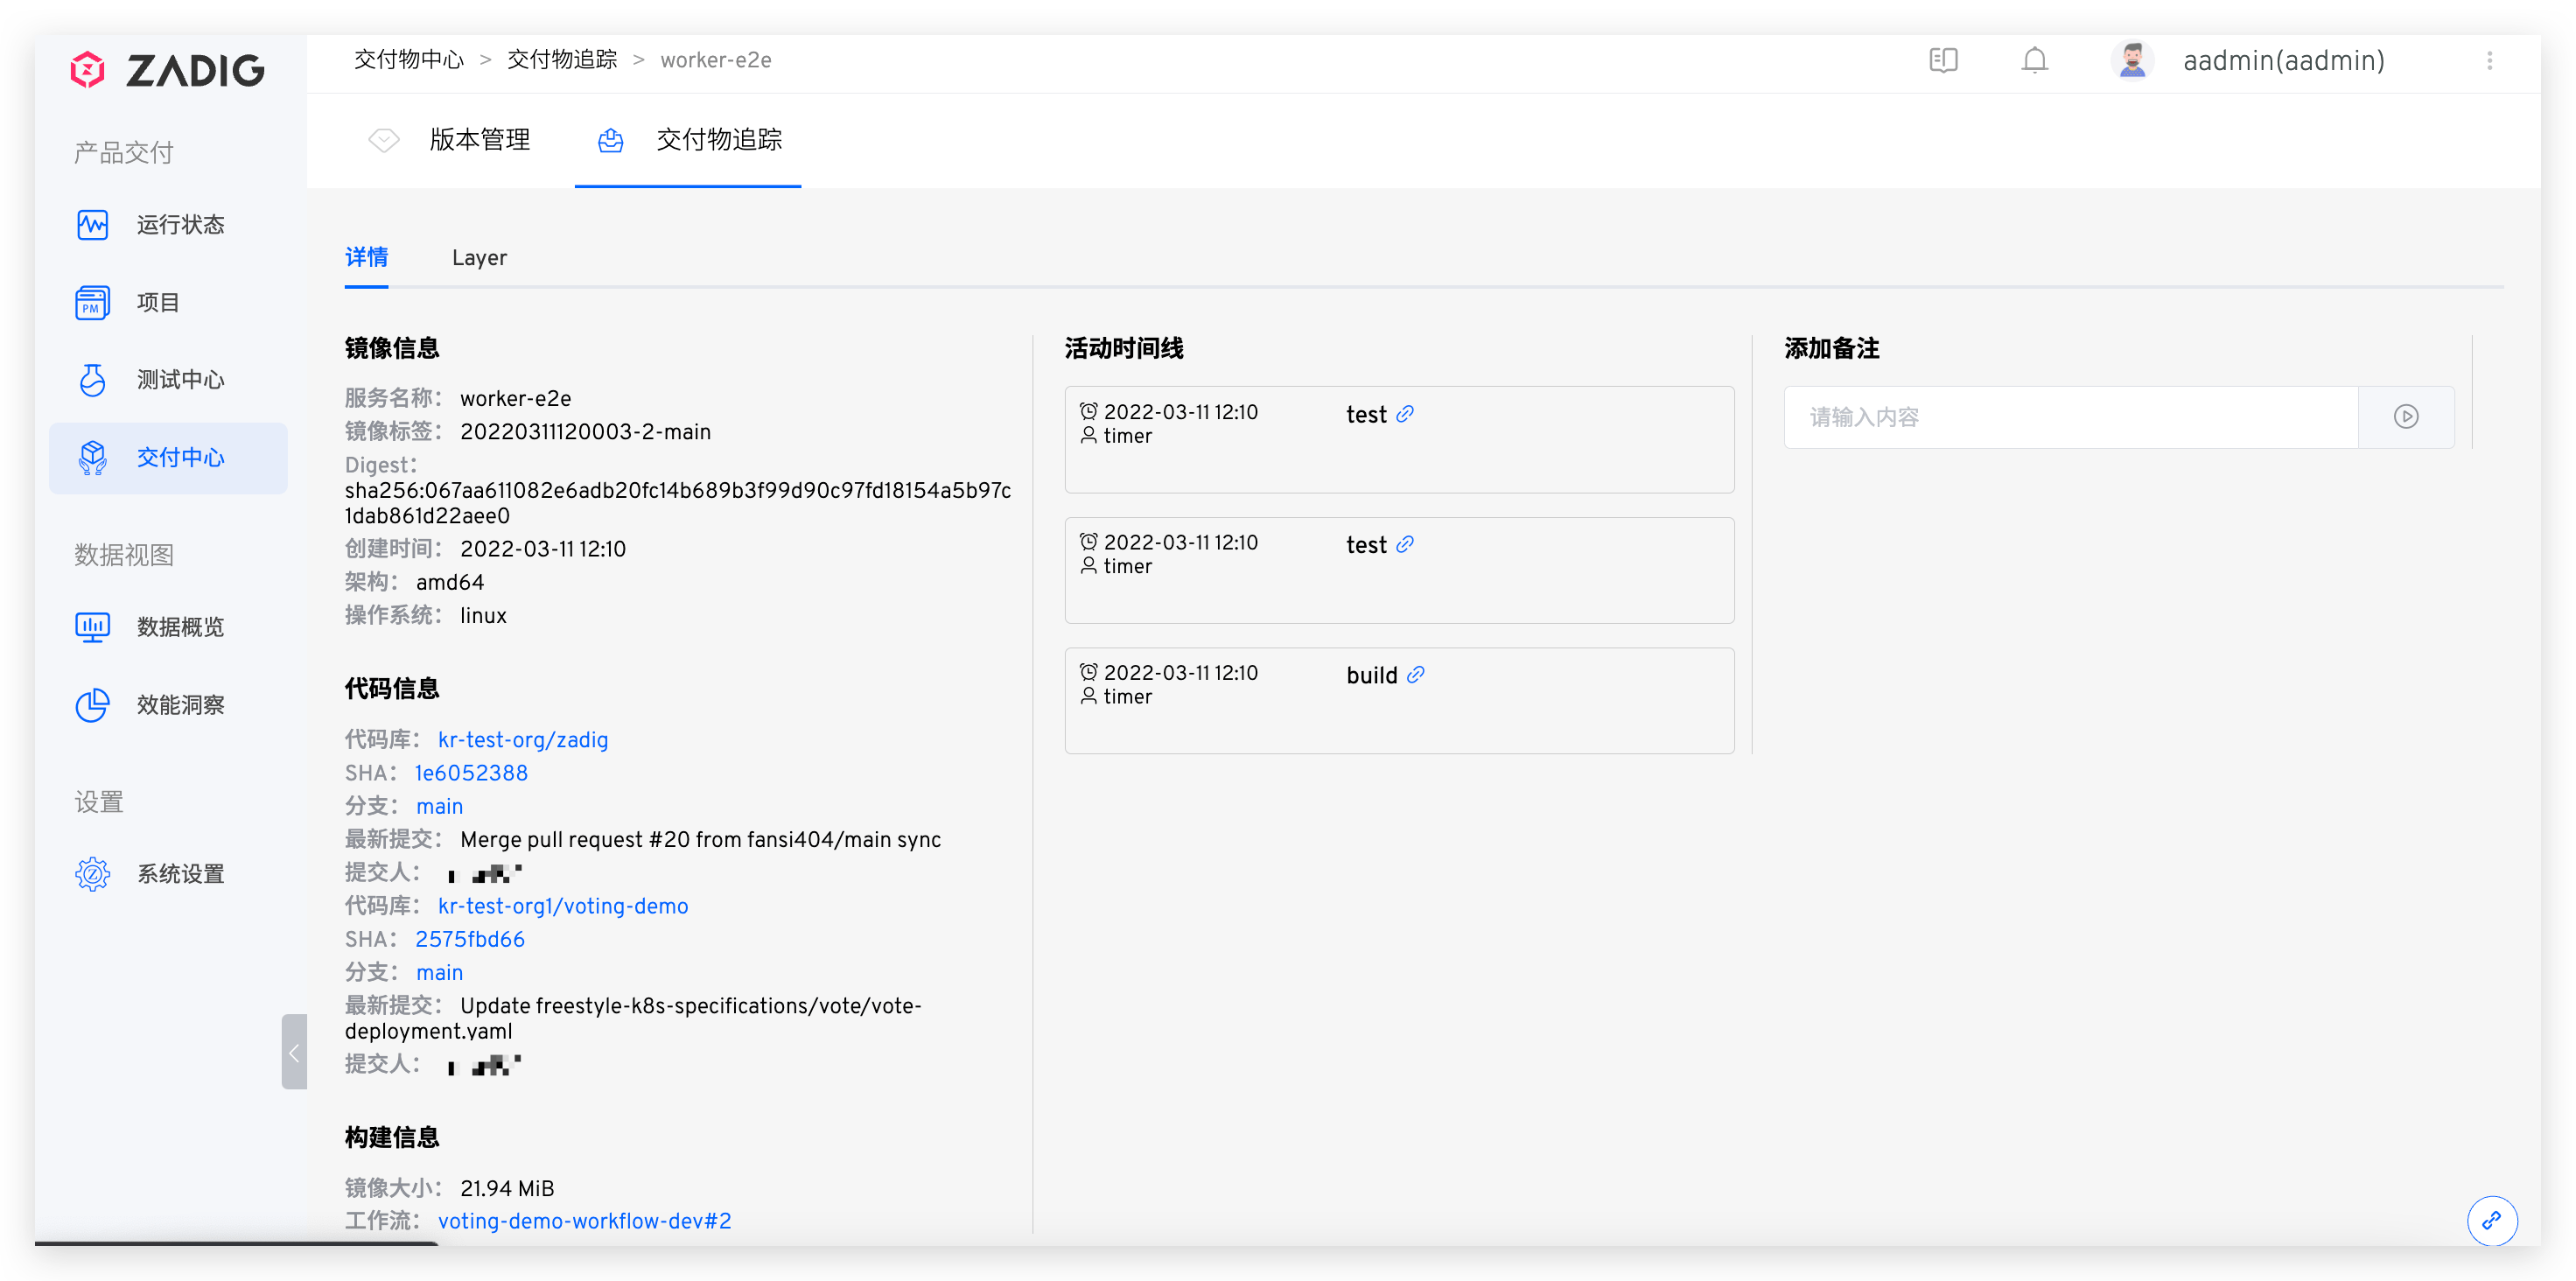 ZADIG
产品交付
运行状态
PM
项目
测试中心
交付中心
数据视图
数据概览
效能洞察
设置
系统设置
交付物中心 > 交付物追踪 > worker-e2e
aadmin(aadmin)
版本管理
交付物追踪
详情
Layer
镜像信息
服务名称： worker-e2e
镜像标签： 20220311120003-2-main
Digest：
sha256:067aa611082e6adb20fc14b689b3f99d90c97fd18154a5b97c
1dab861d22aee0
创建时间： 2022-03-11 12:10
架构： amd64
操作系统： linux
代码信息
代码库： kr-test-org/zadig
SHA： 1e6052388
分支： main
最新提交： Merge pull request #20 from fansi404/main sync
提交人：
代码库： kr-test-org1/voting-demo
SHA： 2575fbd66
分支： main
最新提交： Update freestyle-k8s-specifications/vote/vote-
deployment.yaml
提交人：
构建信息
镜像大小： 21.94 MiB
工作流： voting-demo-workflow-dev#2
活动时间线
2022-03-11 12:10
timer
test
2022-03-11 12:10
timer
test
2022-03-11 12:10
timer
build
添加备注
请输入内容